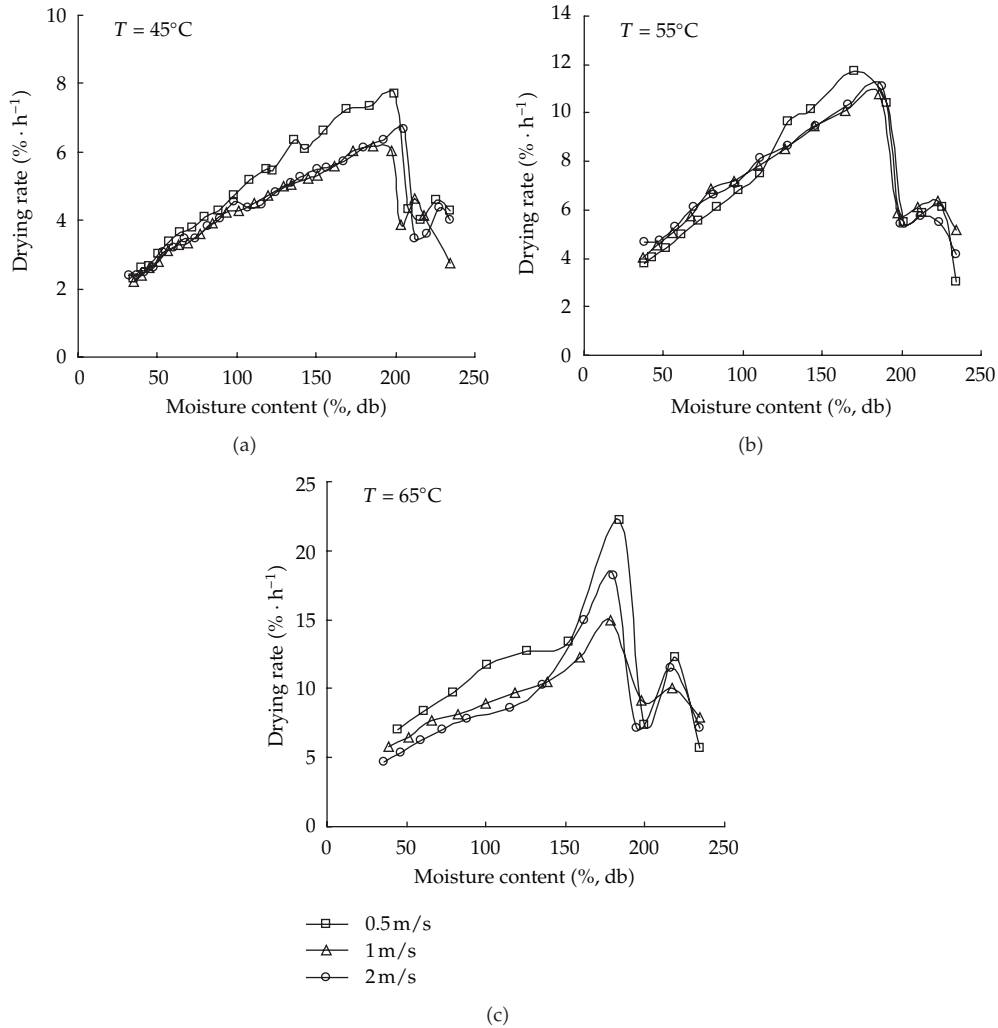 10
8
6
4
2
0
T = 45°C
Drying rate (% · h⁻¹)
0 50 100 150 200 250
Moisture content (%, db)
(a)
14
12
10
8
6
4
2
0
T = 55°C
Drying rate (% · h⁻¹)
0 50 100 150 200 250
Moisture content (%, db)
(b)
25
20
15
10
5
0
T = 65°C
Drying rate (% · h⁻¹)
0 50 100 150 200 250
Moisture content (%, db)
0.5 m/s
1 m/s
2 m/s
(c)